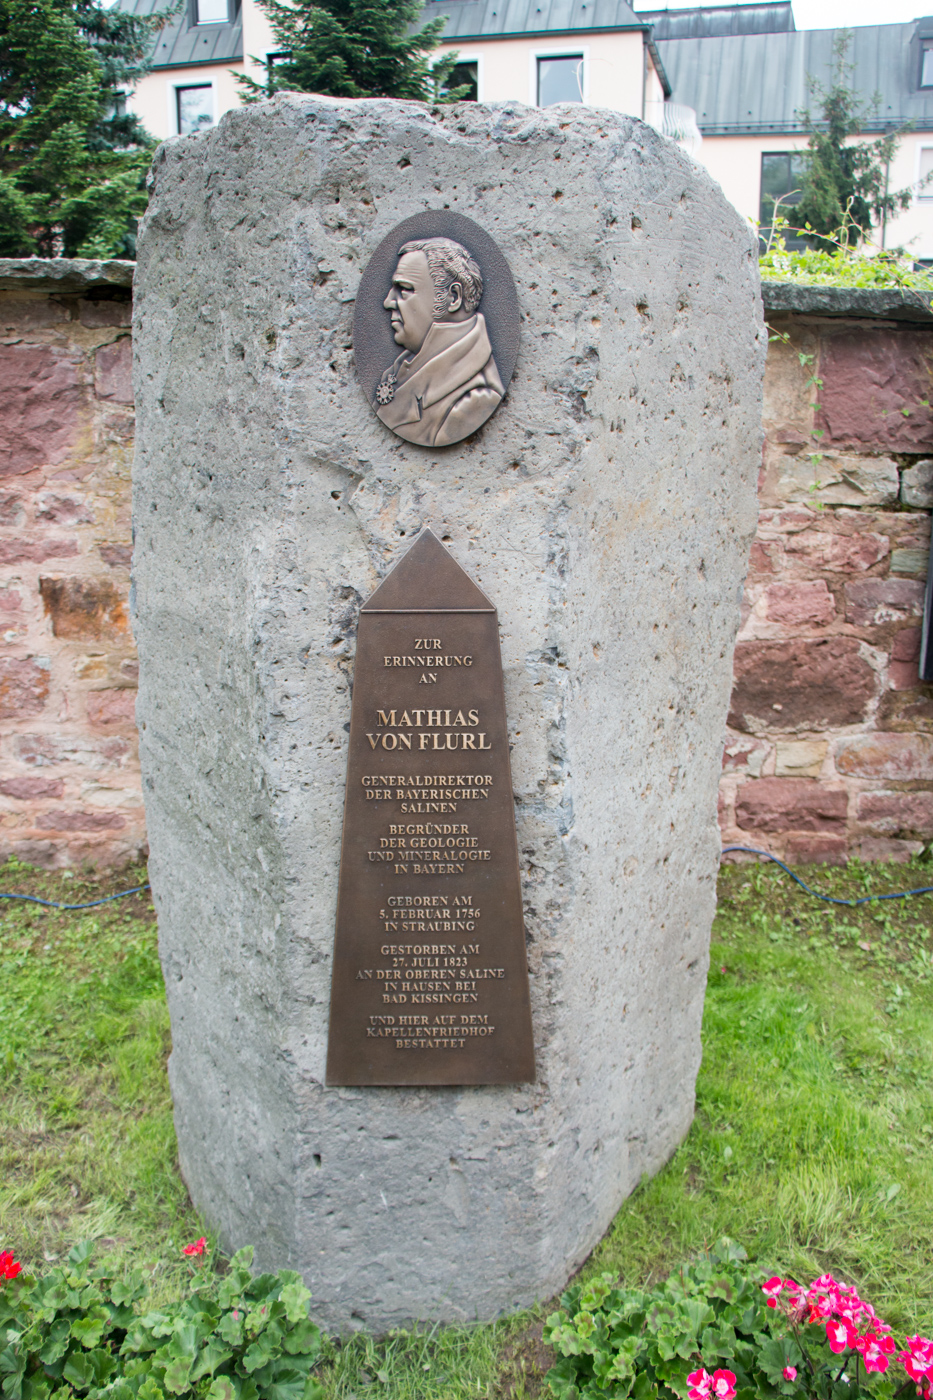 ZUR
ERINNERUNG
AN
MATHIAS
VON FLURL
GENERALDIREKTOR
DER BAYERISCHEN
SALINEN
BEGRÜNDER
DER GEOLOGIE
UND MINERALOGIE
IN BAYERN
GEBOREN AM
5. FEBRUAR 1756
IN STRAUBING
GESTORBEN AM
27. JULI 1823
AN DER OBEREN SALINE
IN HAUSEN BEI
BAD KISSINGEN
UND HIER AUF DEM
KAPELLENFRIEDHOF
BESTATTET